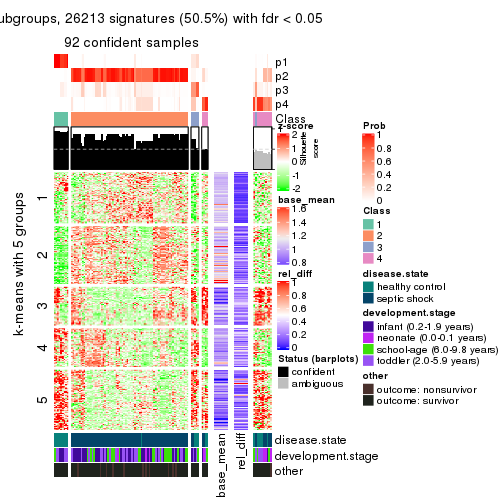 ubgroups, 26213 signatures (50.5%) with fdr < 0.05
92 confident samples
p1
p2
p3
p4
Class
1
2
3
4
5
k-means with 5 groups
z-score
2
1
0
-1
-2
Silhouette
score
base_mean
1.6
1.4
1.2
1
0.8
rel_diff
1
0.8
0.6
0.4
0.2
0
Status (barplots)
confident
ambiguous
Prob
1
0.8
0.6
0.4
0.2
0
Class
1
2
3
4
disease.state
healthy control
septic shock
development.stage
infant (0.2-1.9 years)
neonate (0.0-0.1 years)
school-age (6.0-9.8 years)
toddler (2.0-5.9 years)
other
outcome: nonsurvivor
outcome: survivor
disease.state
development.stage
other
base_mean
rel_diff